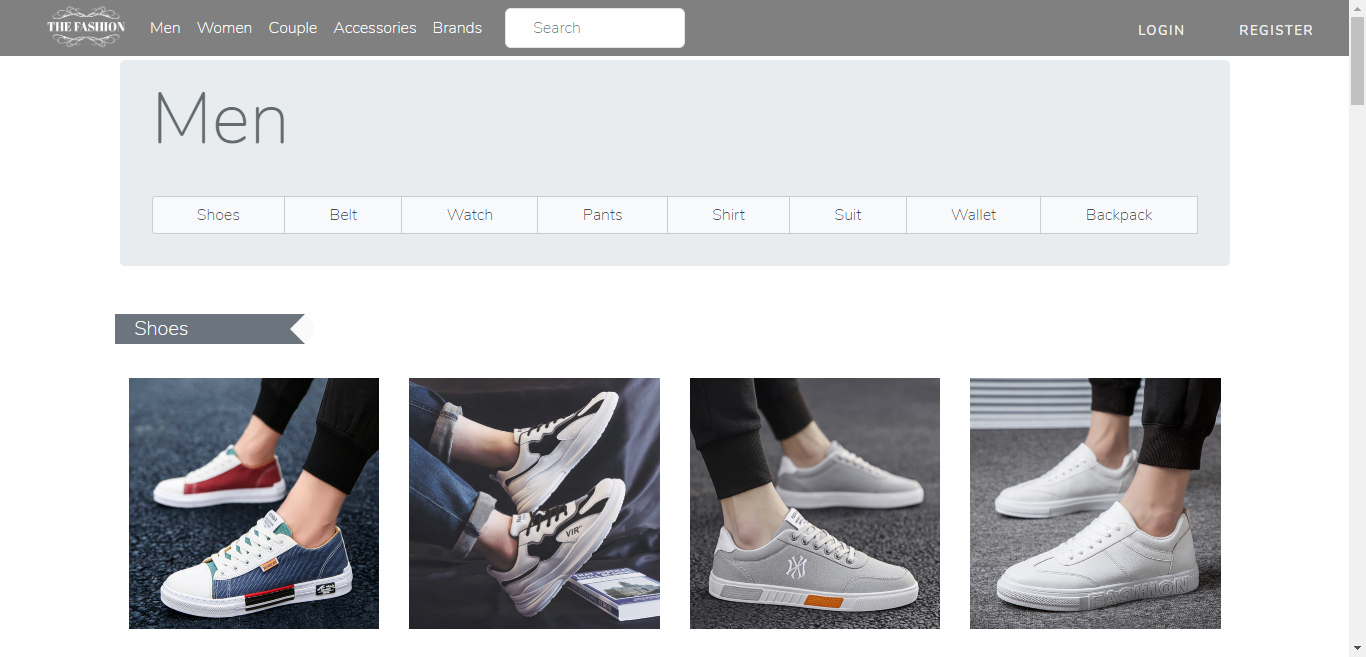 THE FASHION
Men Women Couple Accessories Brands Search LOGIN REGISTER
Men
Shoes Belt Watch Pants Shirt Suit Wallet Backpack
Shoes
VIR
FASHION